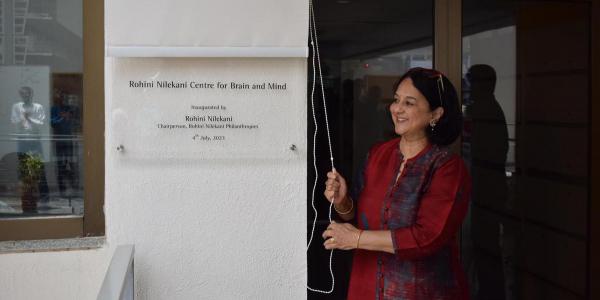 Rohini Nilekani Centre for Brain and Mind
Inaugurated by
Rohini Nilekani
Chairperson, Rohini Nilekani Philanthropies
4th July, 2023